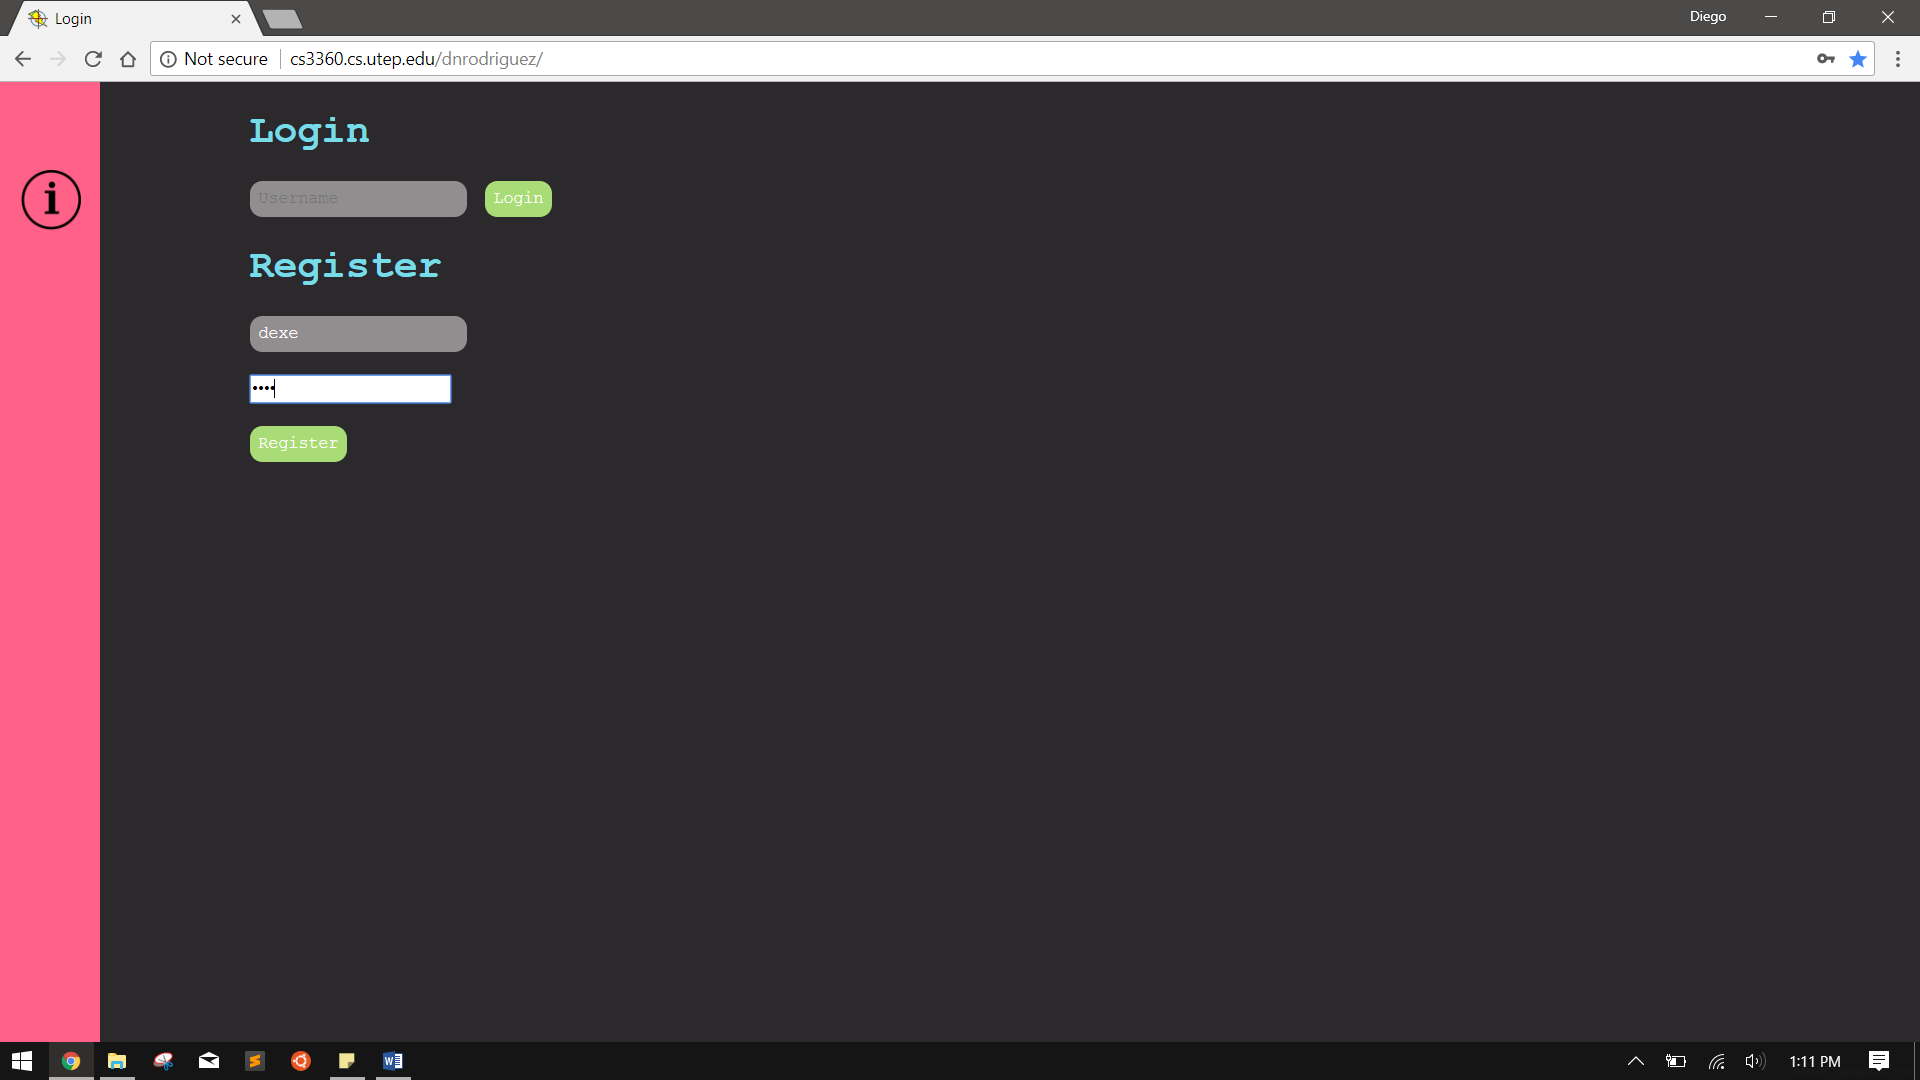 Login
Diego
Not secure
cs3360.cs.utep.edu/dnrodriguez/
i
Login
Username
Login
Register
dexe
••••
Register
1:11 PM